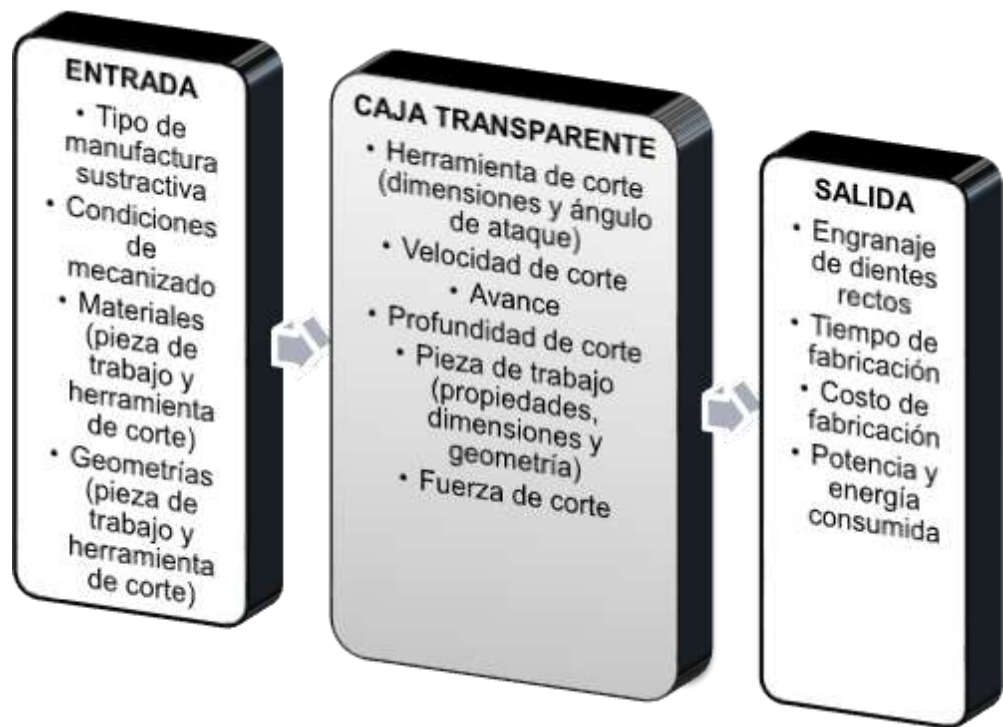 ENTRADA
• Tipo de
manufactura
sustractiva
• Condiciones
de
mecanizado
• Materiales
(pieza de
trabajo y
herramienta
de corte)
• Geometrías
(pieza de
trabajo y
herramienta
de corte)
CAJA TRANSPARENTE
• Herramienta de corte
(dimensiones y ángulo
de ataque)
• Velocidad de corte
• Avance
• Profundidad de corte
• Pieza de trabajo
(propiedades,
dimensiones y
geometría)
• Fuerza de corte
SALIDA
• Engranaje
de dientes
rectos
• Tiempo de
fabricación
• Costo de
fabricación
• Potencia y
energía
consumida